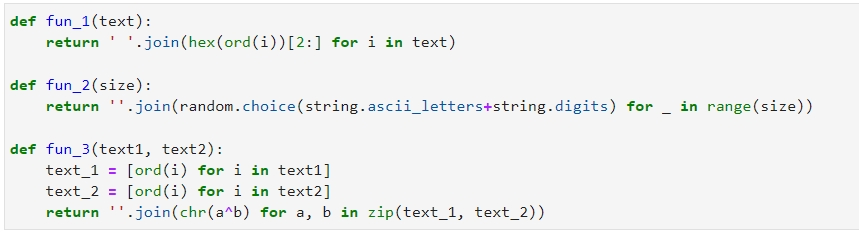 def fun_1(text):
    return ' '.join(hex(ord(i))[2:] for i in text)
def fun_2(size):
    return ''.join(random.choice(string.ascii_letters+string.digits) for _ in range(size))
def fun_3(text1, text2):
    text_1 = [ord(i) for i in text1]
    text_2 = [ord(i) for i in text2]
    return ''.join(chr(a^b) for a, b in zip(text_1, text_2))